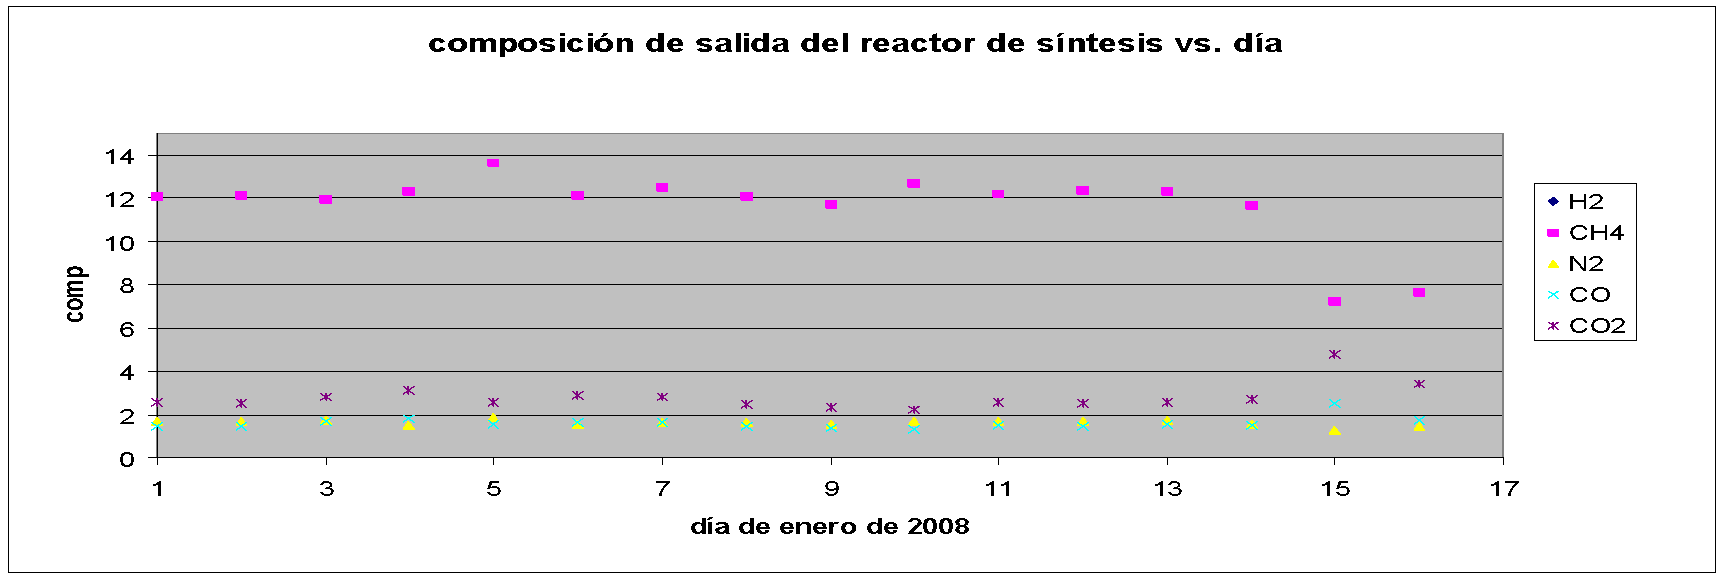 composición de salida del reactor de síntesis vs. día
14
12
10
8
6
4
2
0
comp
1 3 5 7 9 11 13 15 17
día de enero de 2008
H2
CH4
N2
CO
CO2